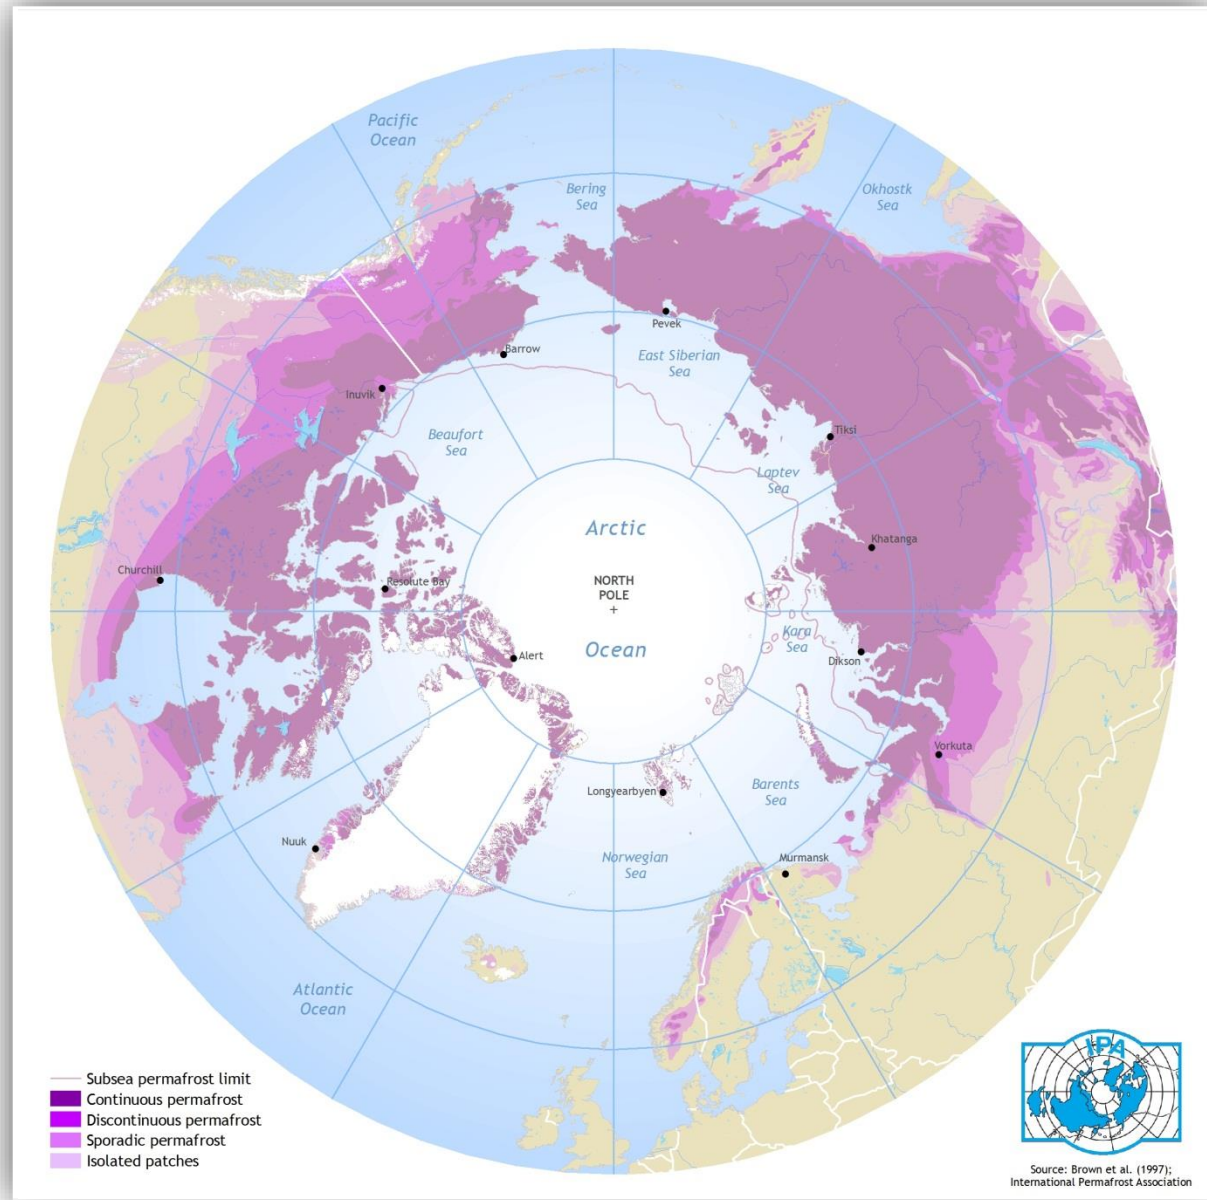 Pacific
Ocean
Bering
Sea
Okhostk
Sea
Pevek
East Siberian
Sea
Barrow
Inuvik
Beaufort
Sea
Tiksi
Laptev
Sea
Arctic
Khatanga
Churchill
Resolute Bay
NORTH
POLE
+
Kara
Sea
Ocean
Alert
Dikson
Vorkuta
Longyearbyen
Barents
Sea
Nuuk
Norwegian
Sea
Murmansk
Atlantic
Ocean
Subsea permafrost limit
Continuous permafrost
Discontinuous permafrost
Sporadic permafrost
Isolated patches
IPA
Source: Brown et al. (1997);
International Permafrost Association